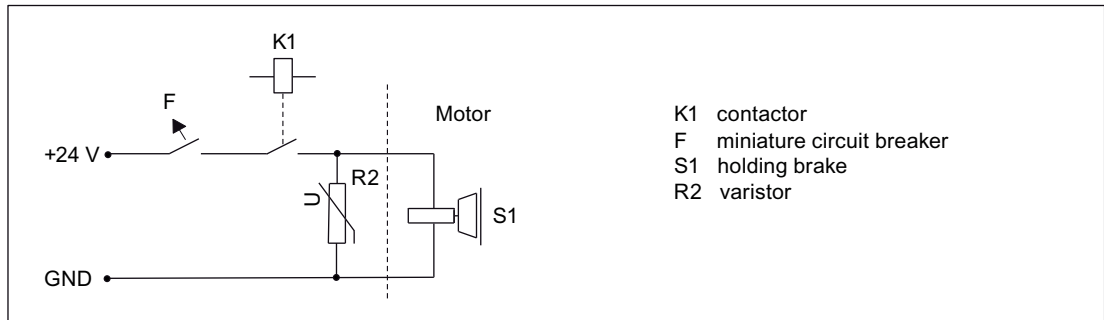 K1
F
Motor
+24 V
R2
U
S1
GND
K1 contactor
F miniature circuit breaker
S1 holding brake
R2 varistor